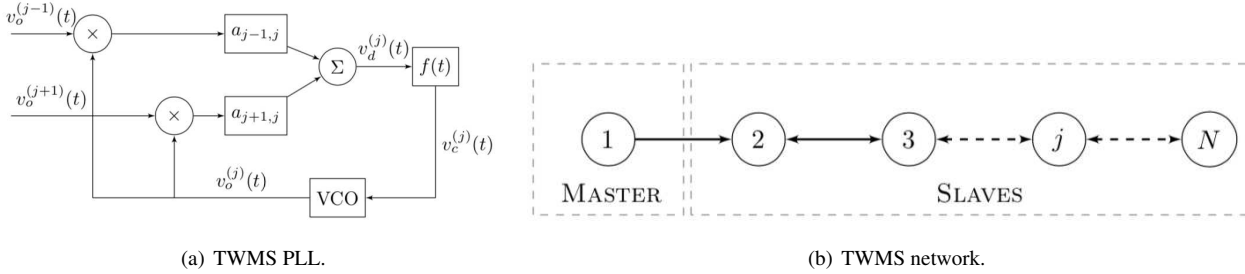 v_o^{(j-1)}(t)
×
a_{j-1,j}
Σ
v_d^{(j)}(t)
f(t)
v_o^{(j+1)}(t)
×
a_{j+1,j}
v_c^{(j)}(t)
v_o^{(j)}(t)
VCO
(a) TWMS PLL.
1
2
3
j
N
MASTER
SLAVES
(b) TWMS network.